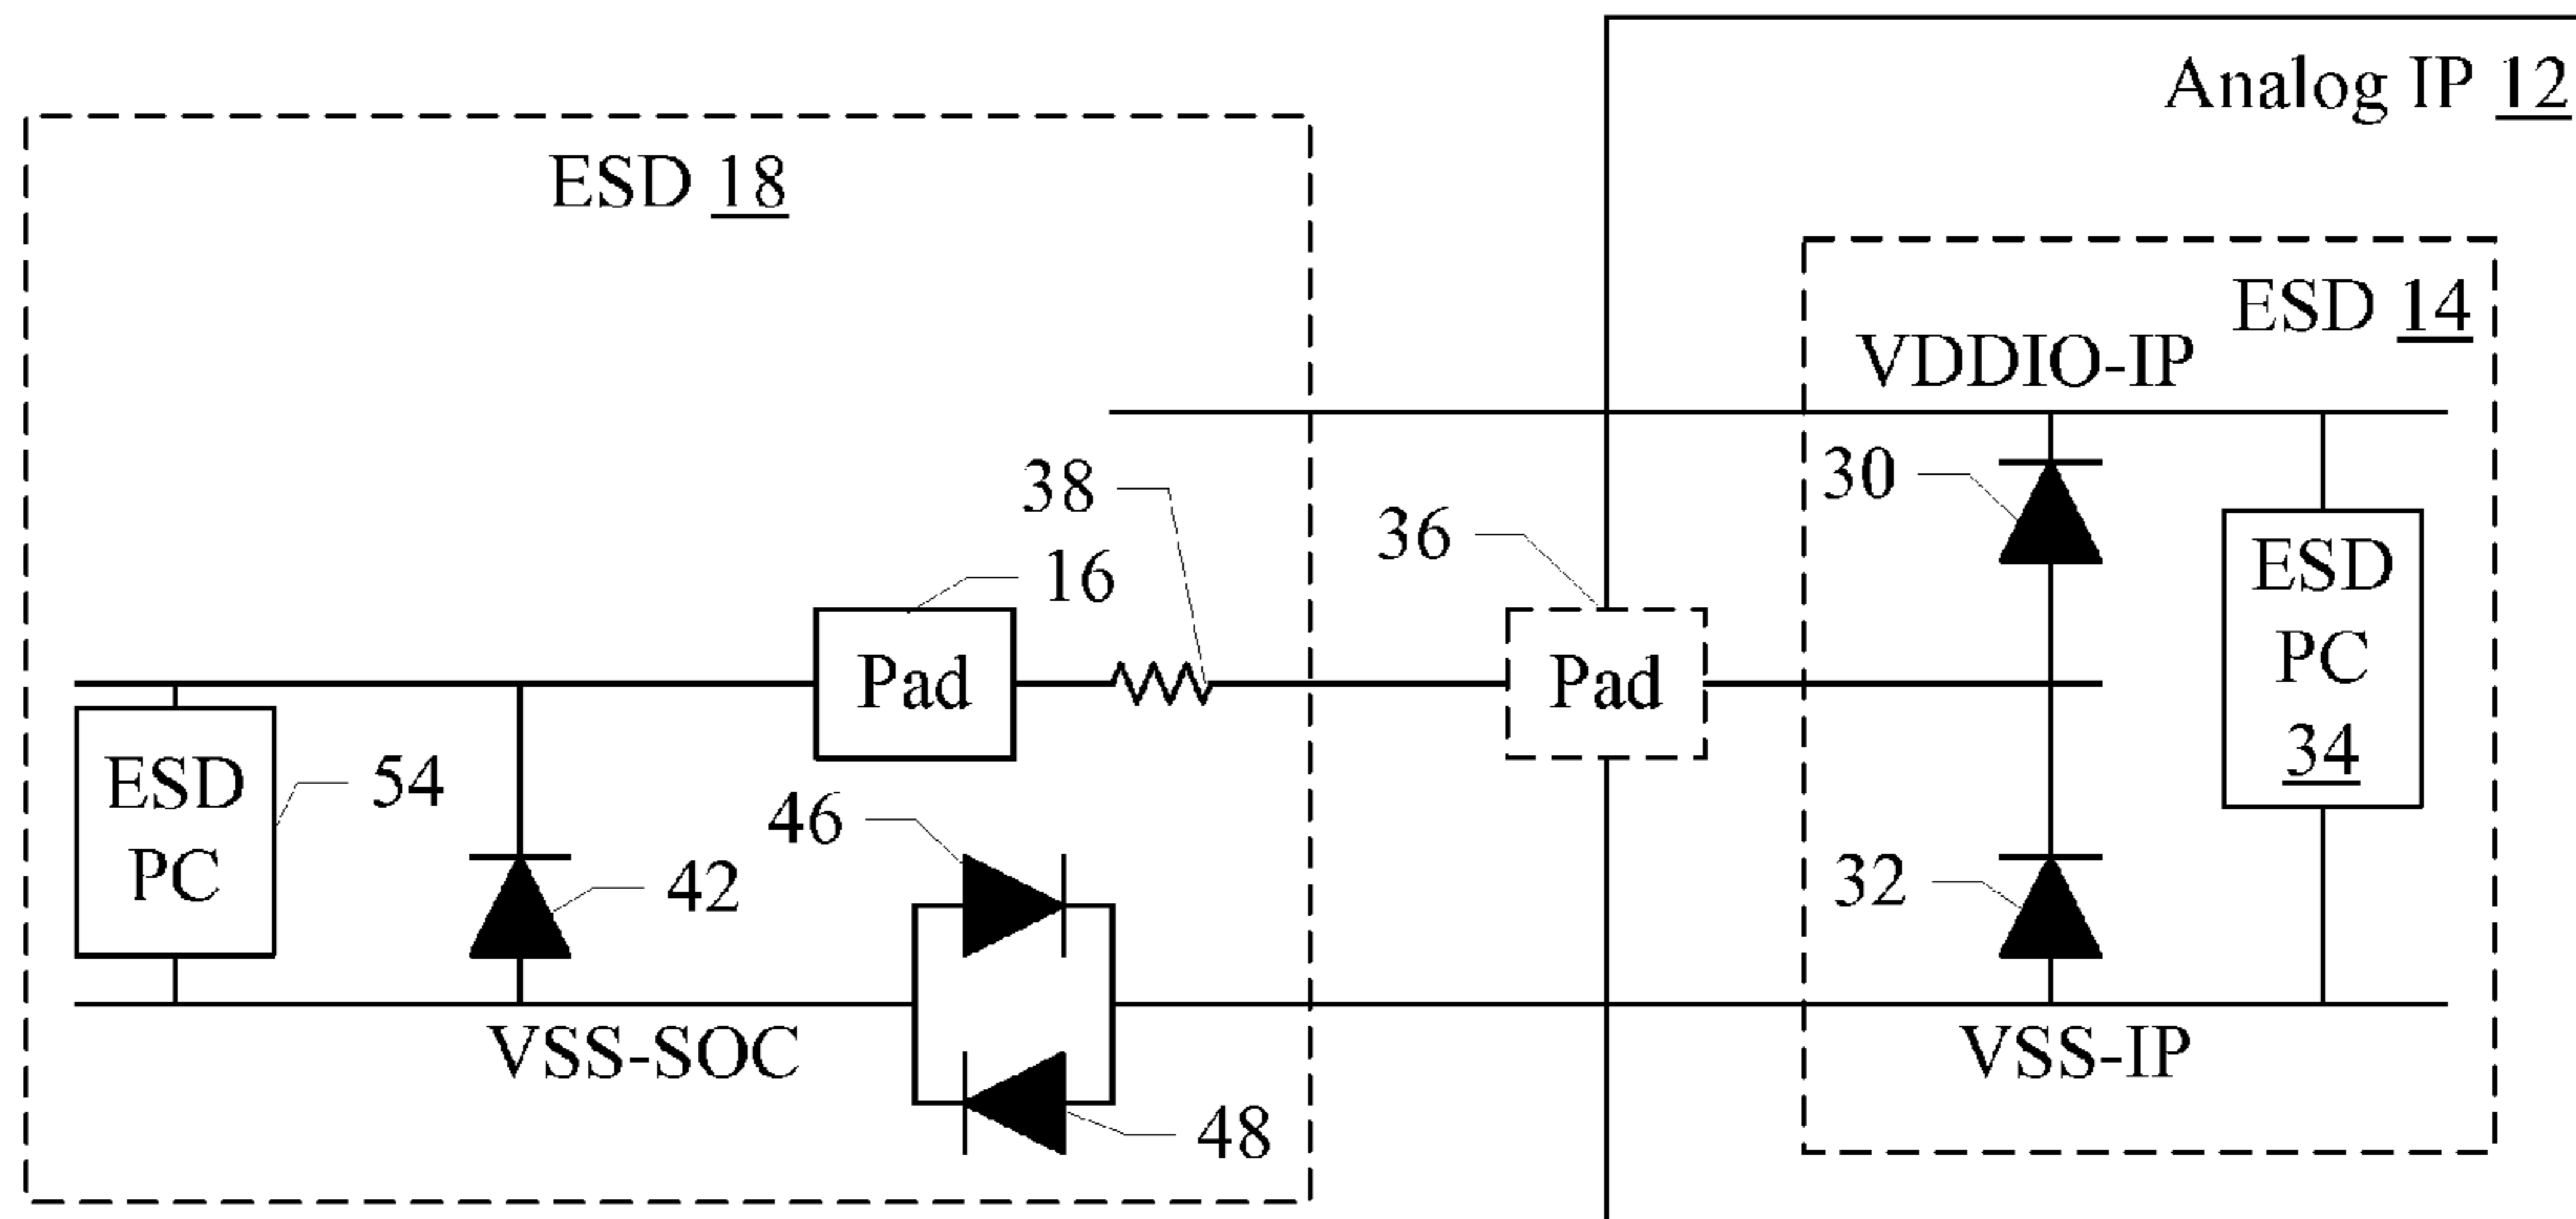 Analog IP 12
ESD 18
ESD 14
VDDIO-IP
38
30
36
16
ESD
PC
34
Pad
Pad
ESD
PC
54
46
42
32
VSS-SOC
VSS-IP
48